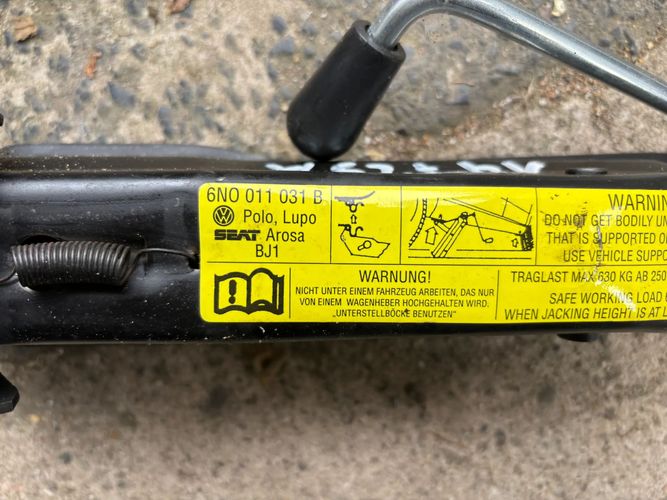 6N0 011 031 B
Polo, Lupo
SEAT Arosa
BJ1
WARNUNG!
NICHT UNTER EINEM FAHRZEUG ARBEITEN, DAS NUR
VON EINEM WAGENHEBER HOCHGEHALTEN WIRD.
„UNTERSTELLBÖCKE BENUTZEN"
WARNIN
DO NOT GET BODILY UN
THAT IS SUPPORTED O
USE VEHICLE SUPPO
TRAGLAST MAX 630 KG AB 250
SAFE WORKING LOAD
WHEN JACKING HEIGHT IS AT L